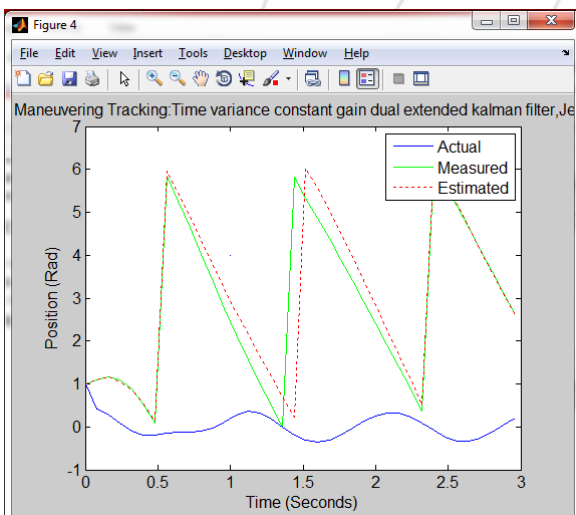 Figure 4
File Edit View Insert Tools Desktop Window Help
Maneuvering Tracking:Time variance constant gain dual extended kalman filter,Je
7
6
5
4
3
2
1
0
-1
Position (Rad)
Actual
Measured
Estimated
0 0.5 1 1.5 2 2.5 3
Time (Seconds)